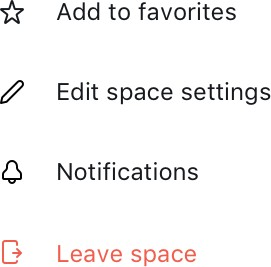 Add to favorites
Edit space settings
Notifications
Leave space